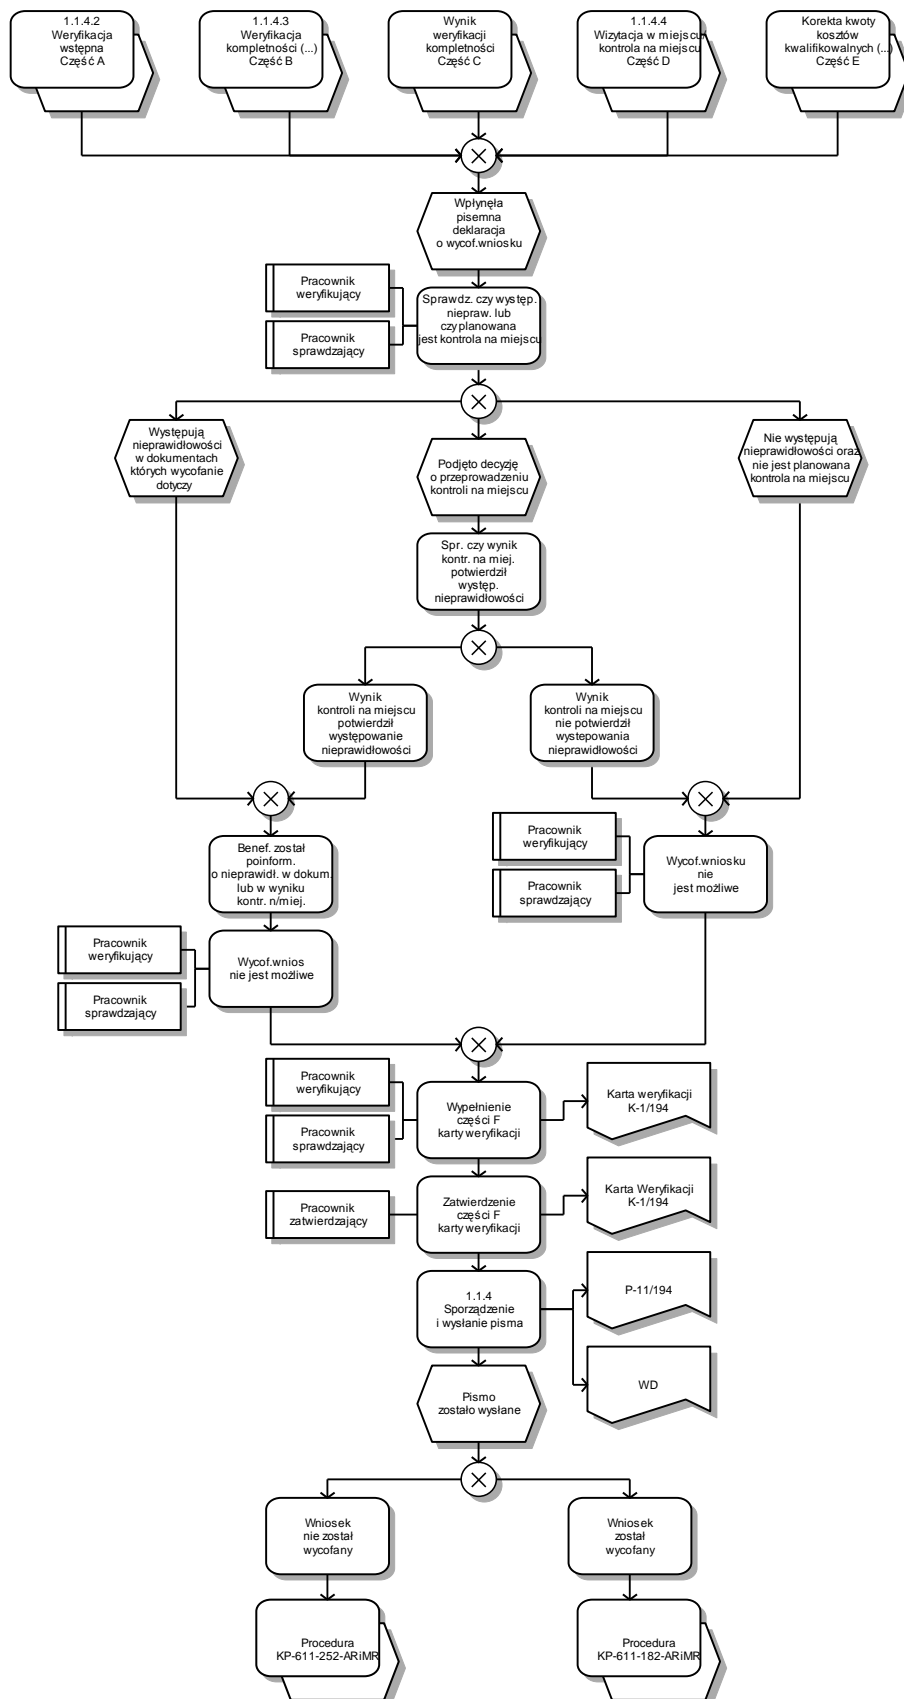 1.1.4.2
Weryfikacja
wstępna
Część A
1.1.4.3
Weryfikacja
kompletności (...)
Część B
Wynik
weryfikacji
kompletności
Część C
1.1.4.4
Wizytacja w miejscu/
kontrola na miejscu
Część D
Korekta kwoty
kosztów
kwalifikowalnych (...)
Część E
Wpłynęła
pisemna
deklaracja
o wycof.wniosku
Pracownik
weryfikujący
Pracownik
sprawdzający
Sprawdz. czy występ.
niepraw. lub
czy planowana
jest kontrola na miejscu
Występują
nieprawidłowości
w dokumentach
których wycofanie
dotyczy
Podjęto decyzję
o przeprowadzeniu
kontroli na miejscu
Nie występują
nieprawidłowości oraz
nie jest planowana
kontrola na miejscu
Spr. czy wynik
kontr. na miej.
potwierdził
występ.
nieprawidłowości
Wynik
kontroli na miejscu
potwierdził
występowanie
nieprawidłowości
Wynik
kontroli na miejscu
nie potwierdził
wystepowania
nieprawidłowości
Benef. został
poinform.
o nieprawidł. w dokum.
lub w wyniku
kontr. n/miej.
Pracownik
weryfikujący
Pracownik
sprawdzający
Wycof.wniosku
nie
jest możliwe
Pracownik
weryfikujący
Pracownik
sprawdzający
Wycof.wnios
nie jest możliwe
Pracownik
weryfikujący
Pracownik
sprawdzający
Wypełnienie
części F
karty weryfikacji
Karta weryfikacji
K-1/194
Pracownik
zatwierdzający
Zatwierdzenie
części F
karty weryfikacji
Karta Weryfikacji
K-1/194
1.1.4
Sporządzenie
i wysłanie pisma
P-11/194
WD
Pismo
zostało wysłane
Wniosek
nie został
wycofany
Wniosek
został
wycofany
Procedura
KP-611-252-ARiMR
Procedura
KP-611-182-ARiMR